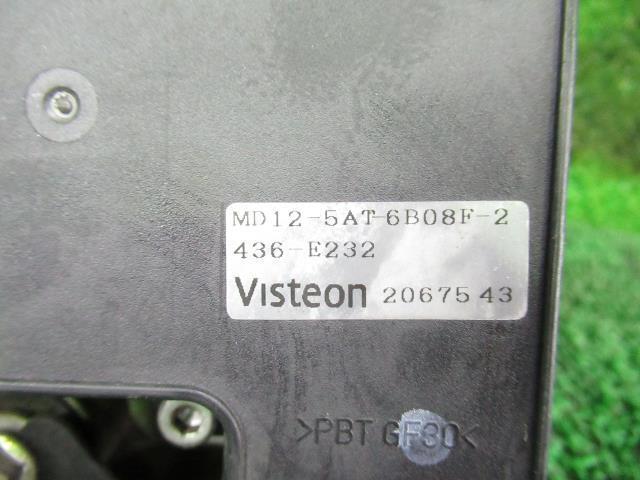 MD12-5AT-6B08F-2
436-E232
Visteon 2067543
>PBT GF30<